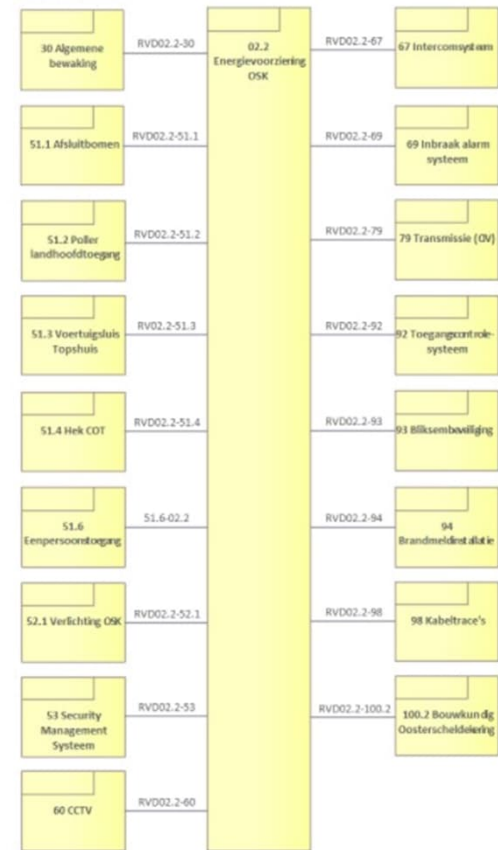 30 Algemene
bewaking
RVD02.2-30
02.2
Energievoorziening
OSK
RVD02.2-67
67 Intercomsysteem
51.1 Afsluitbomen
RVD02.2-51.1
RVD02.2-69
69 Inbraak alarm
systeem
51.2 Poller
landhoofdtoegang
RVD02.2-51.2
RVD02.2-79
79 Transmissie (OV)
51.3 Voertuigsluis
Topshuis
RV02.2-51.3
RVD02.2-92
92 Toegangscontrole-
systeem
51.4 Hek COT
RVD02.2-51.4
RVD02.2-93
93 Bliksembeveiliging
51.6
Eenpersoonstoegang
51.6-02.2
RVD02.2-94
94
Brandmeldinstallatie
52.1 Verlichting OSK
RVD02.2-52.1
RVD02.2-98
98 Kabeltrace's
53 Security
Management
Systeem
RVD02.2-53
RVD02.2-100.2
100.2 Bouwkundig
60 CCTV
RVD02.2-60